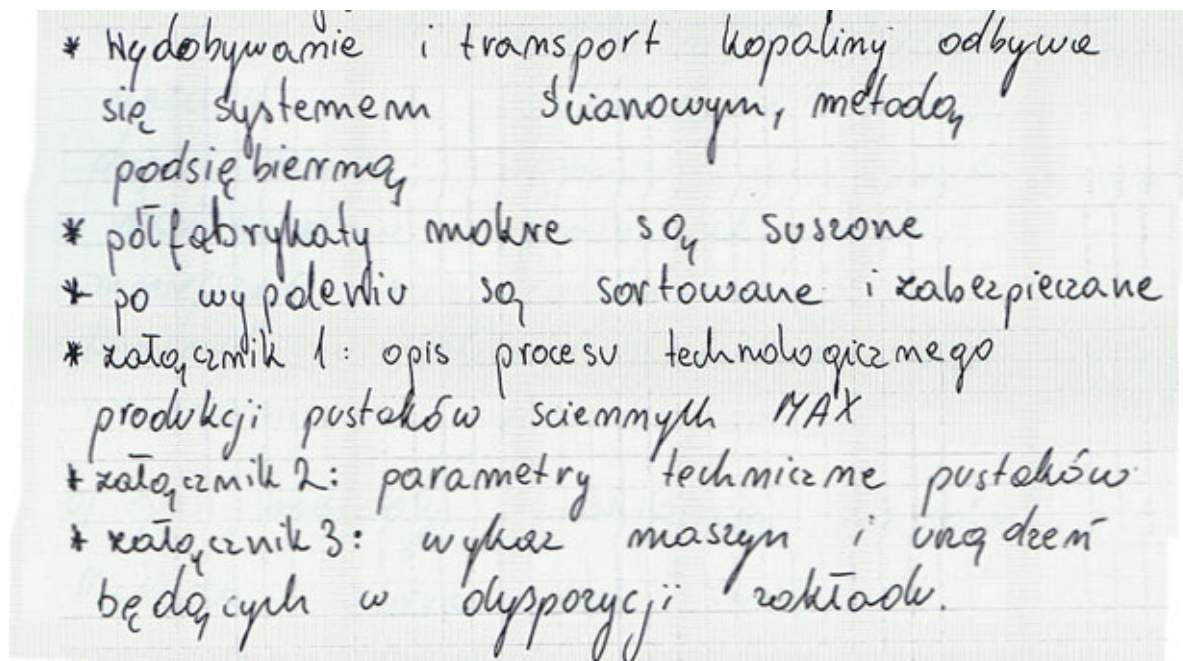 * Wydobywanie i transport kopaliny odbywa
się systemem ścianowym, metodą
podsiębierną
* półfabrykaty mokre są suszone
* po wypaleniu są sortowane i zabezpieczane
* załącznik 1: opis procesu technologicznego
produkcji pustaków sciennych MAX
* załącznik 2: parametry techniczne pustaków
* załącznik 3: wykaz maszyn i urządzeń
będących w dyspozycji zakładu.